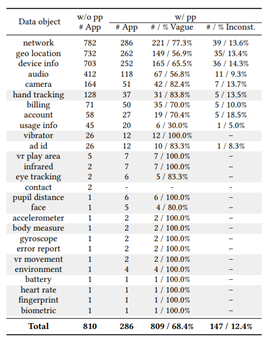 w/o pp w/ pp
Data object # App # App # / % Vague # / % Inconst.
network 782 286 221 / 77.3% 39 / 13.6%
geo location 732 262 149 / 56.9% 35 / 13.4%
device info 703 252 165 / 65.5% 36 / 14.3%
audio 412 118 67 / 56.8% 11 / 9.3%
camera 164 51 42 / 82.4% 7 / 13.7%
hand tracking 128 37 31 / 83.8% 5 / 13.5%
billing 71 50 35 / 70.0% 5 / 10.0%
account 58 27 19 / 70.4% 5 / 18.5%
usage info 45 20 6 / 30.0% 1 / 5.0%
vibrator 26 12 12 / 100.0% –
ad id 26 12 10 / 83.3% 1 / 8.3%
vr play area 5 7 7 / 100.0% –
infrared 2 7 7 / 100.0% –
eye tracking 2 6 5 / 83.3% –
contact 2 - - -
pupil distance 1 6 6 / 100.0% –
face 1 5 4 / 80.0% –
accelerometer 1 2 2 / 100.0% –
body measure 1 2 2 / 100.0% –
gyroscope 1 2 2 / 100.0% –
error report 1 2 2 / 100.0% –
vr movement 1 2 2 / 100.0% –
environment 1 4 4 / 100.0% –
battery 1 1 1 / 100.0% –
heart rate 1 1 1 / 100.0% –
fingerprint 1 1 1 / 100.0% –
biometric 1 1 1 / 100.0% –
Total 810 286 809 / 68.4% 147 / 12.4%